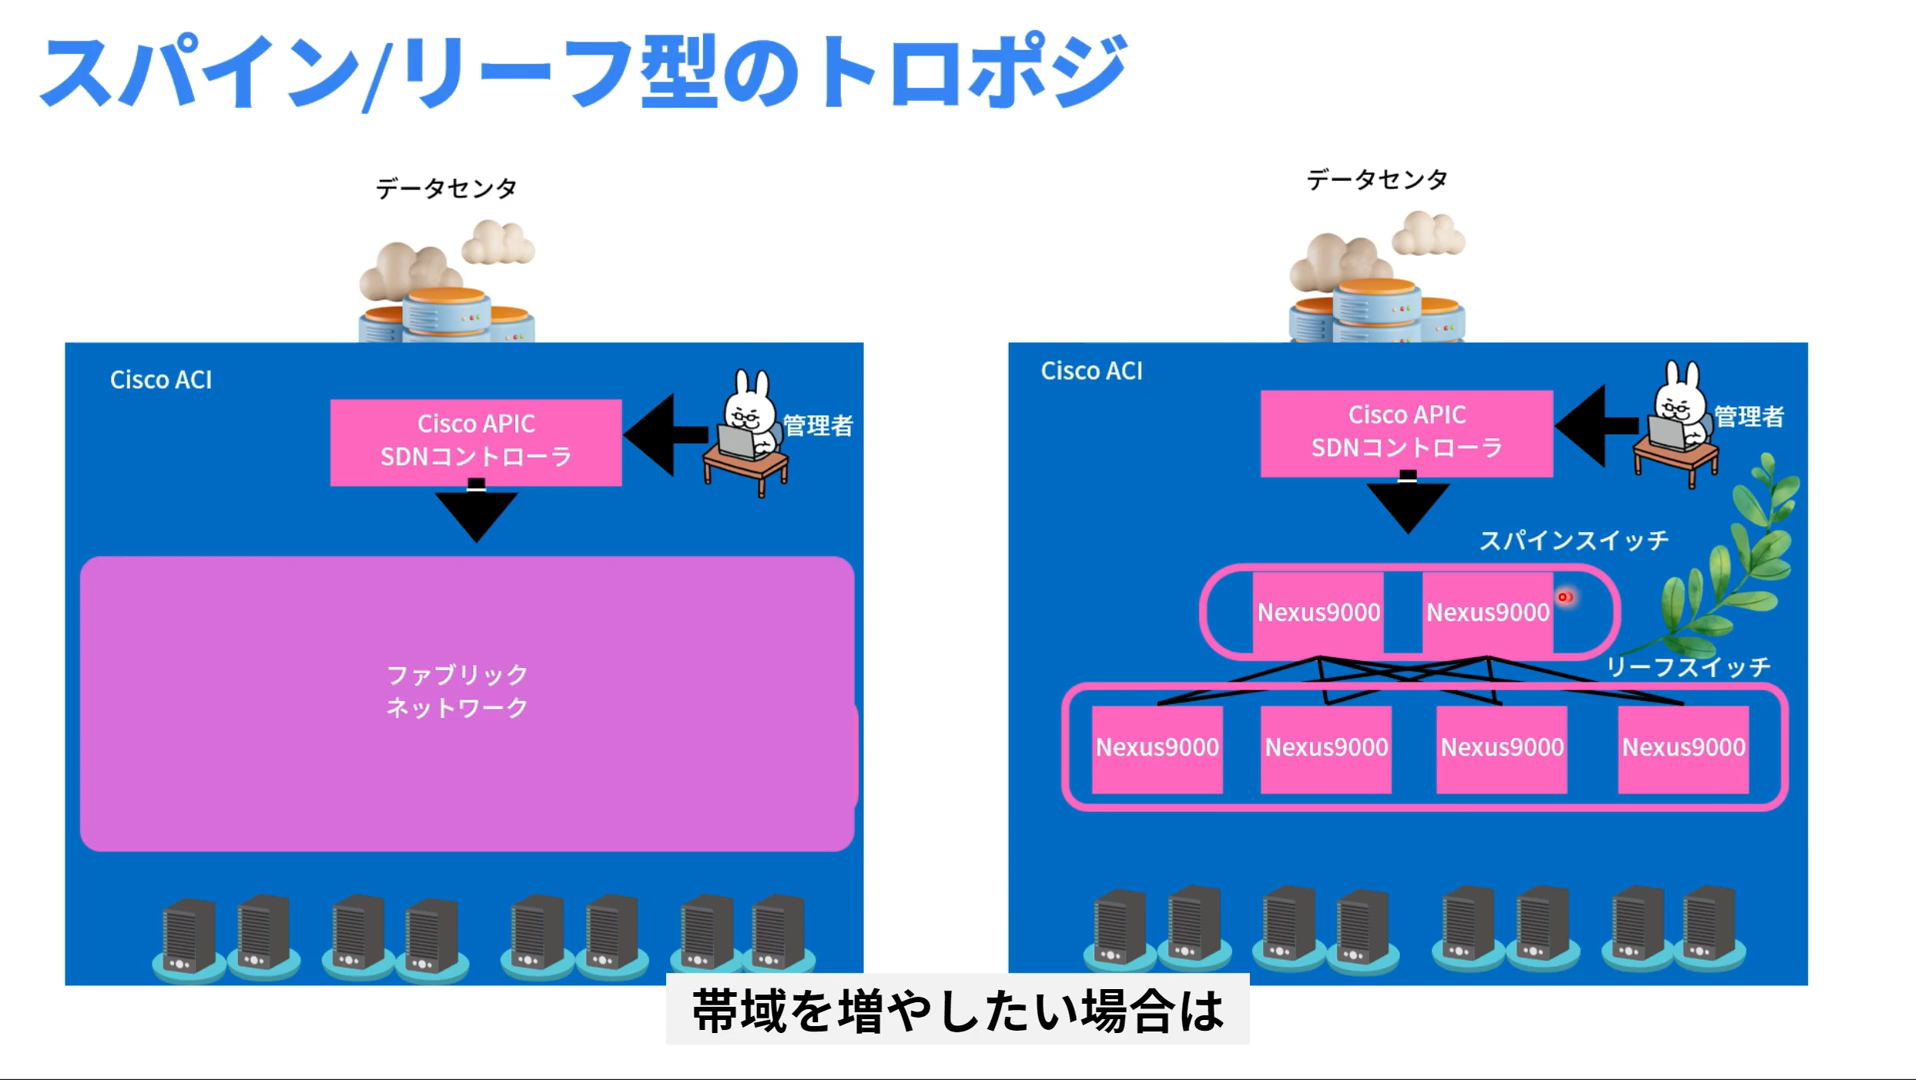 スパイン/リーフ型のトロポジ
データセンタ
Cisco ACI
Cisco APIC
SDNコントローラ
管理者
ファブリック
ネットワーク
データセンタ
Cisco ACI
Cisco APIC
SDNコントローラ
管理者
スパインスイッチ
Nexus9000 Nexus9000
リーフスイッチ
Nexus9000 Nexus9000 Nexus9000 Nexus9000
帯域を増やしたい場合は